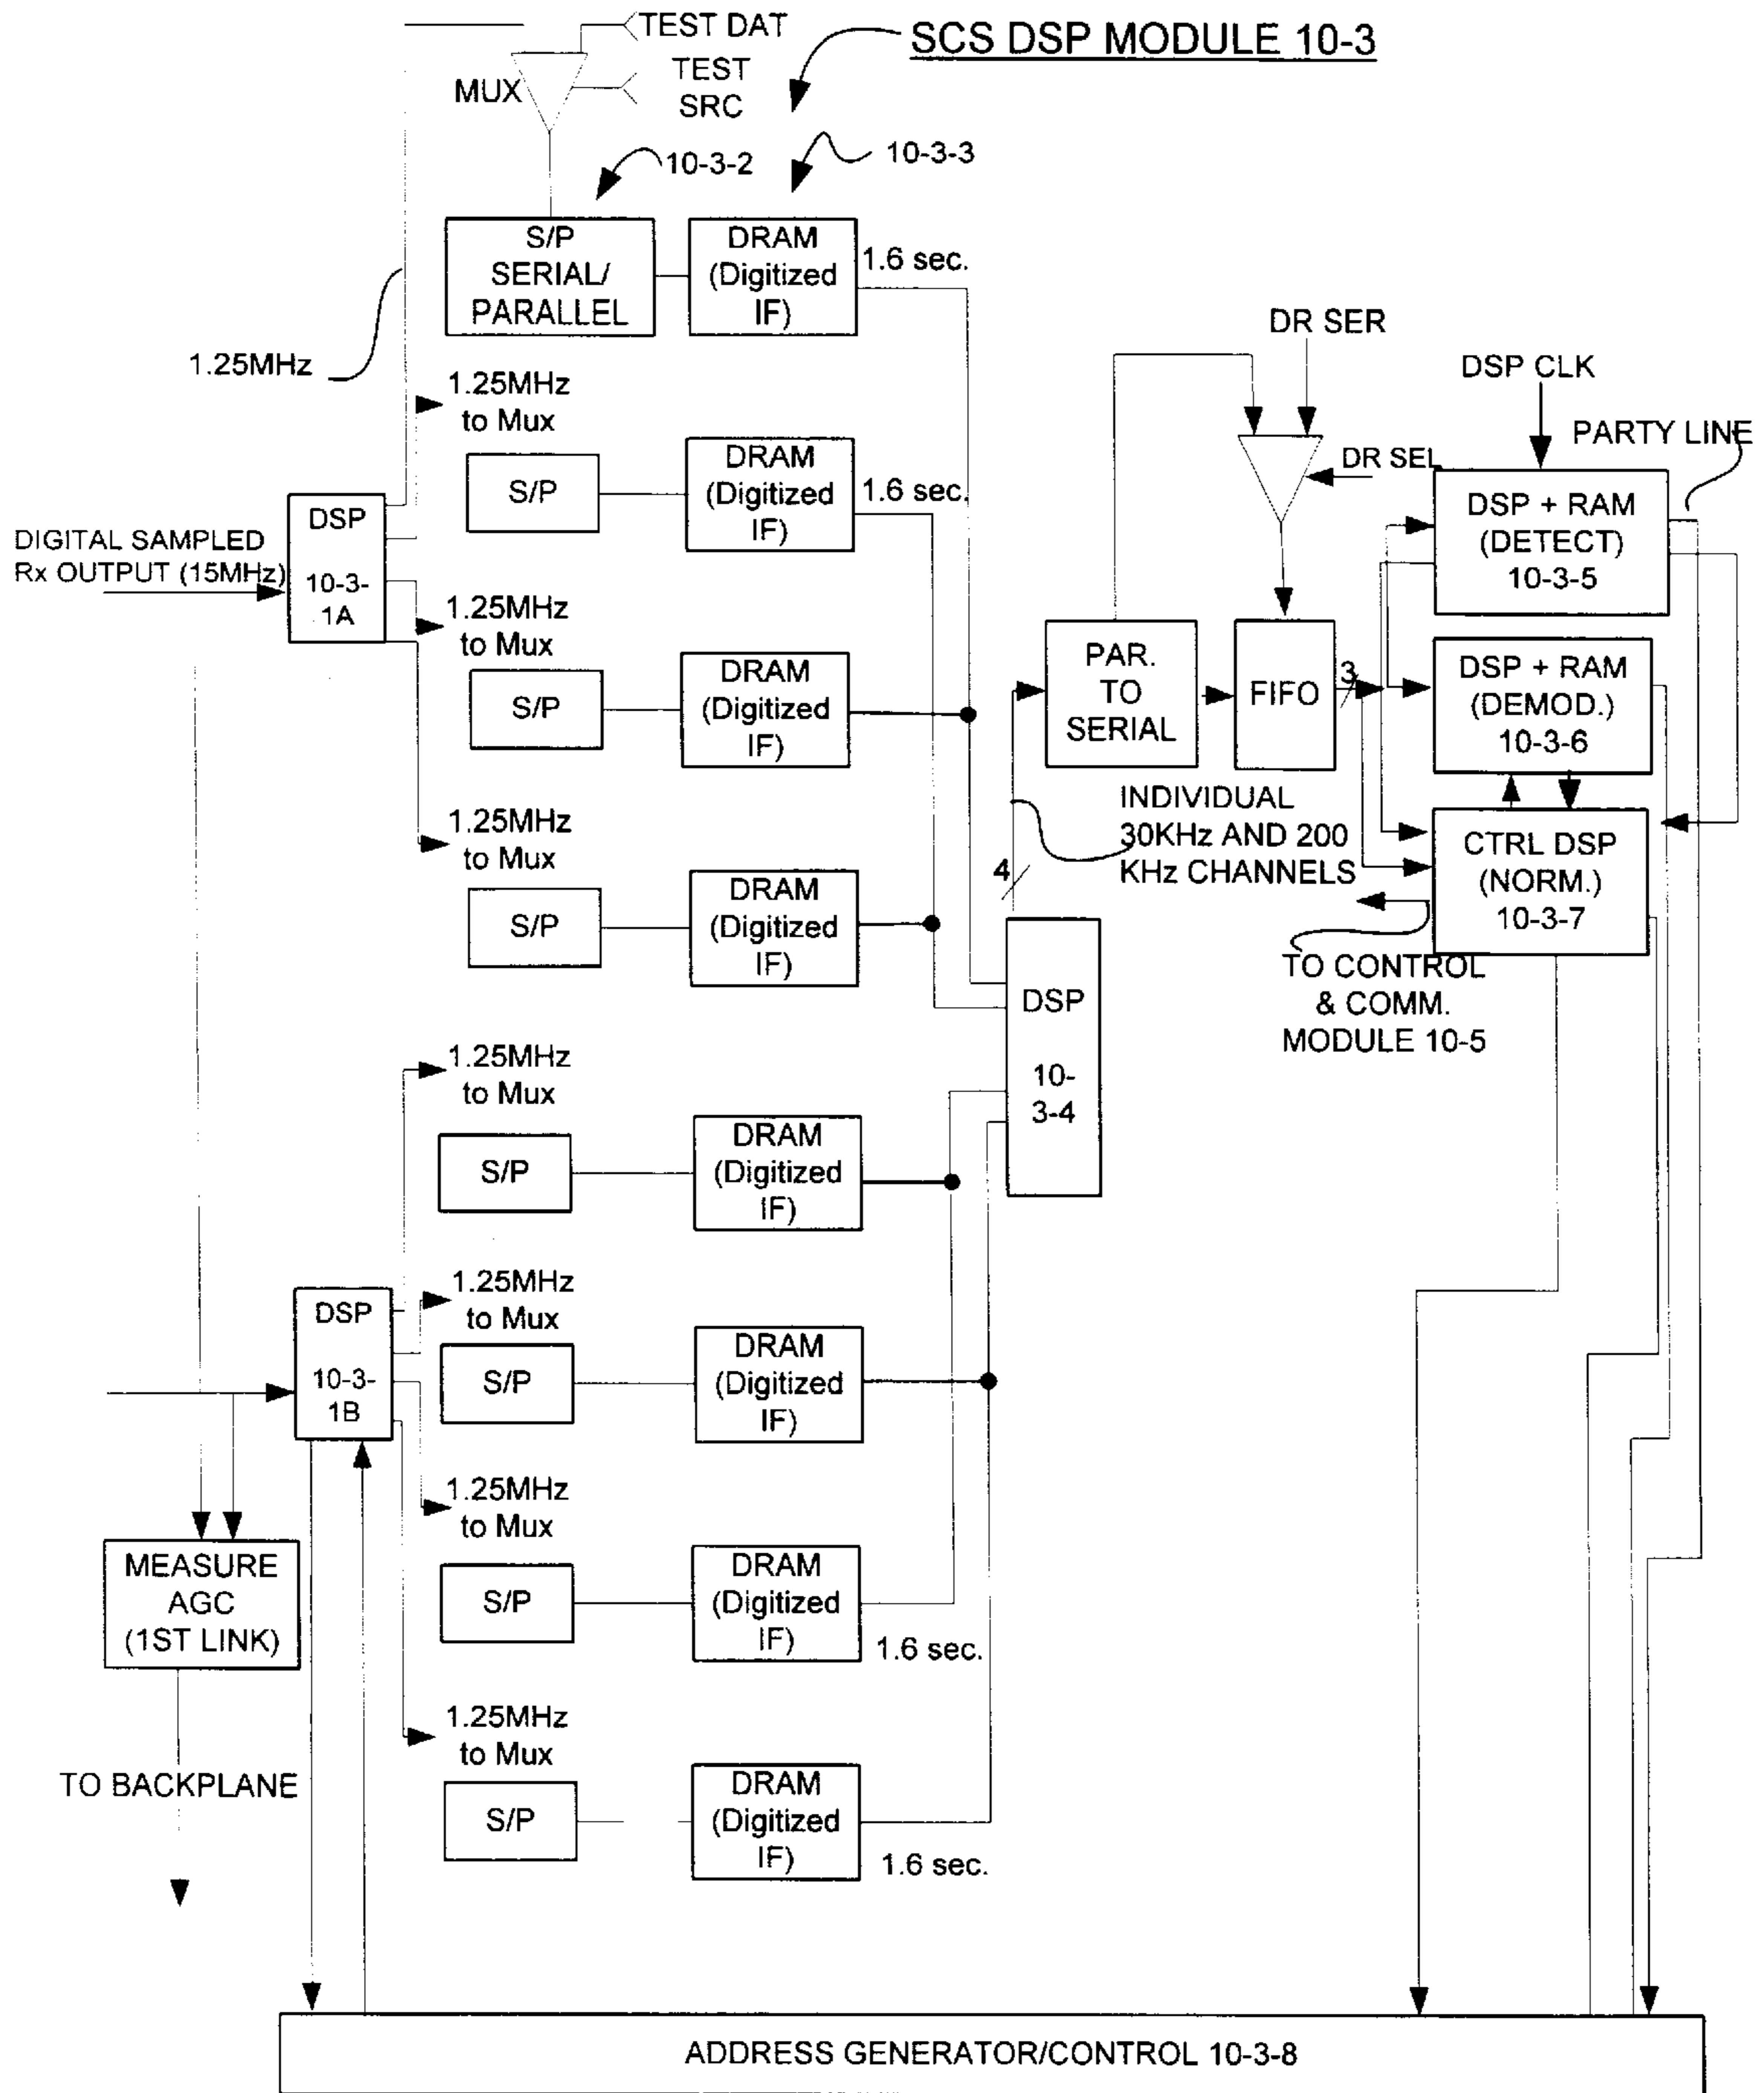 TEST DAT
SCS DSP MODULE 10-3
MUX
TEST
SRC
10-3-2
10-3-3
S/P
SERIAL/
PARALLEL
DRAM
(Digitized
IF)
1.6 sec.
1.25MHz
1.25MHz
to Mux
S/P
DRAM
(Digitized
IF)
1.6 sec.
DIGITAL SAMPLED
Rx OUTPUT (15MHz)
DSP
10-3-
1A
1.25MHz
to Mux
S/P
DRAM
(Digitized
IF)
1.25MHz
to Mux
S/P
DRAM
(Digitized
IF)
DR SER
DSP CLK
PARTY LINE
DR SEL
DSP + RAM
(DETECT)
10-3-5
PAR.
TO
SERIAL
FIFO
3
DSP + RAM
(DEMOD.)
10-3-6
INDIVIDUAL
30KHz AND 200
KHz CHANNELS
4
CTRL DSP
(NORM.)
10-3-7
TO CONTROL
& COMM.
MODULE 10-5
DSP
10-
3-4
1.25MHz
to Mux
S/P
DRAM
(Digitized
IF)
DSP
10-3-
1B
1.25MHz
to Mux
S/P
DRAM
(Digitized
IF)
1.25MHz
to Mux
S/P
DRAM
(Digitized
IF)
1.6 sec.
MEASURE
AGC
(1ST LINK)
1.25MHz
to Mux
S/P
DRAM
(Digitized
IF)
1.6 sec.
TO BACKPLANE
ADDRESS GENERATOR/CONTROL 10-3-8